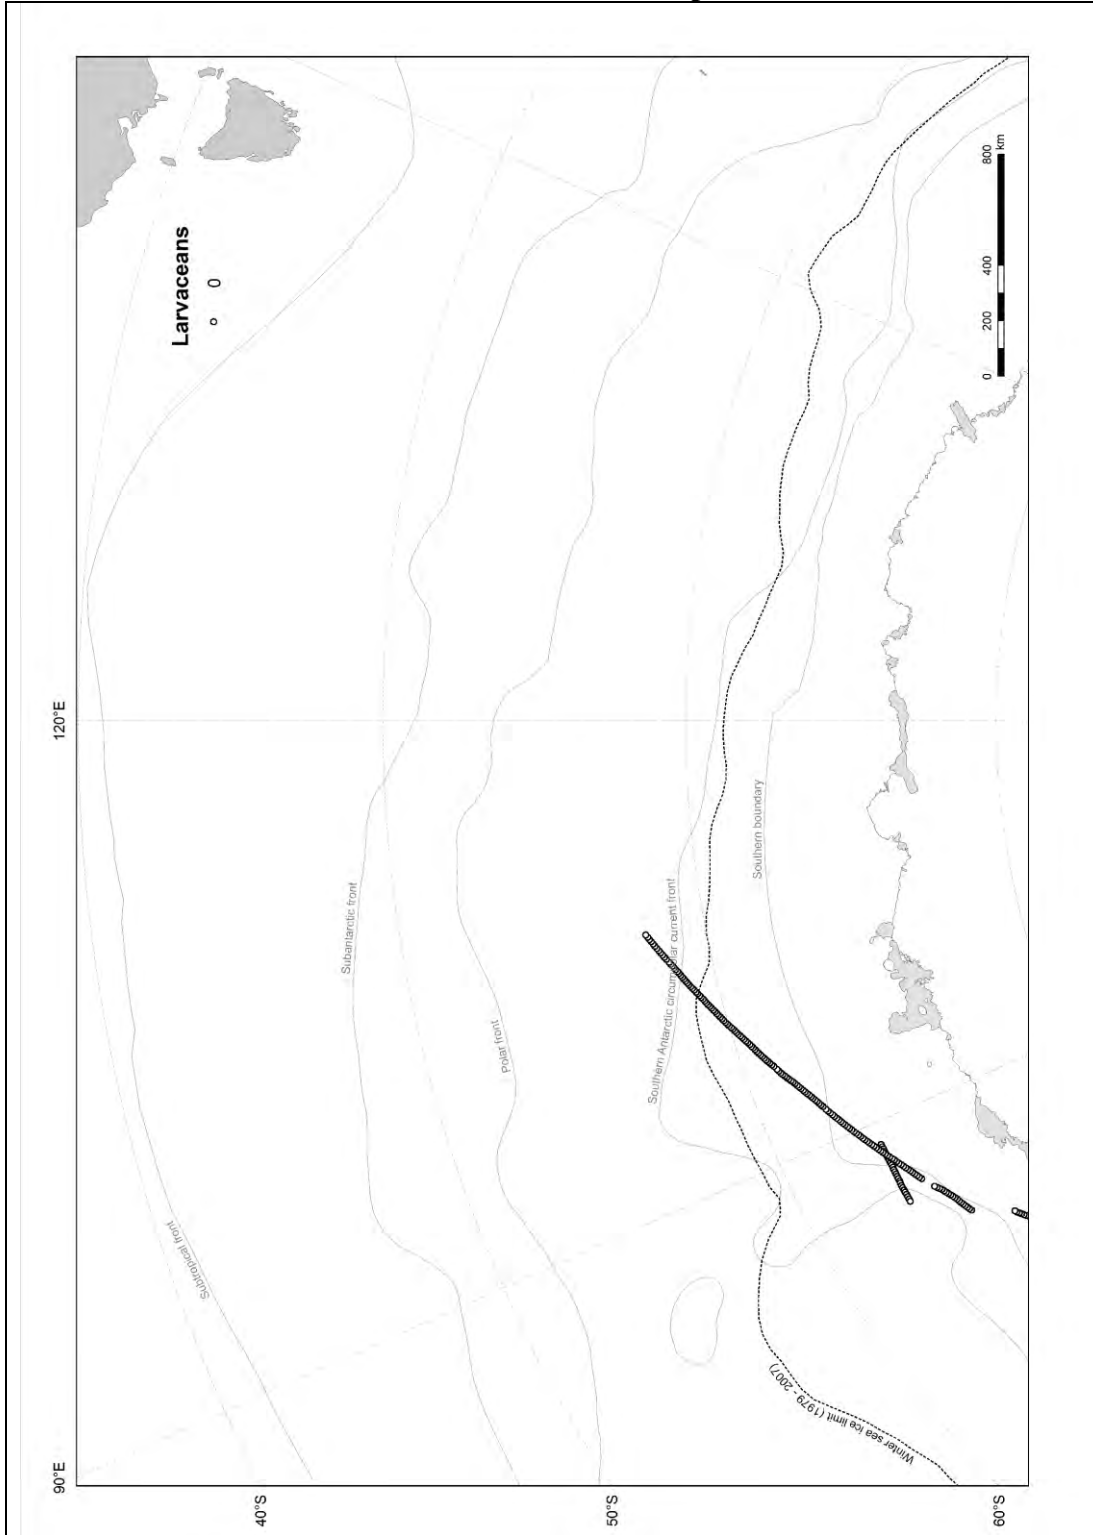 Larvaceans
0
800
km
400
200
0
120°E
Southern boundary
Subantarctic front
Southern Antarctic circumpolar current front
Polar front
Subtropical front
Winter sea ice limit (1979 - 2007)
90°E
40°S
50°S
60°S